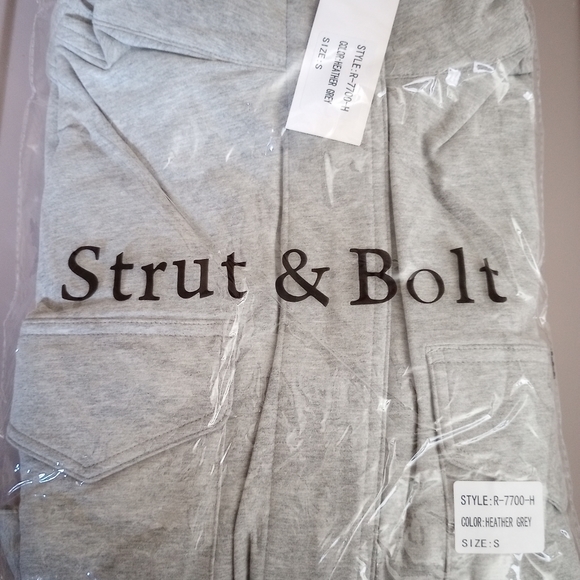 STYLE:R-7700-H
COLOR:HEATHER GREY
SIZE:S
Strut & Bolt
STYLE:R-7700-H
COLOR:HEATHER GREY
SIZE:S